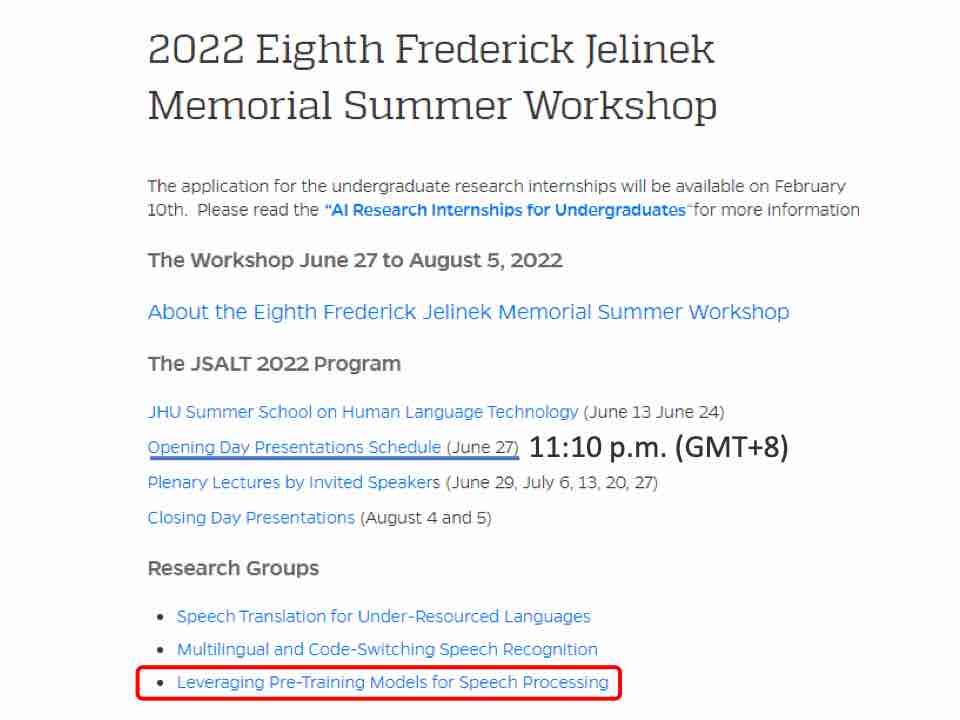 2022 Eighth Frederick Jelinek
Memorial Summer Workshop
The application for the undergraduate research internships will be available on February
10th. Please read the “AI Research Internships for Undergraduates“for more information
The Workshop June 27 to August 5, 2022
About the Eighth Frederick Jelinek Memorial Summer Workshop
The JSALT 2022 Program
JHU Summer School on Human Language Technology (June 13 June 24)
Opening Day Presentations Schedule (June 27) 11:10 p.m. (GMT+8)
Plenary Lectures by Invited Speakers (June 29, July 6, 13, 20, 27)
Closing Day Presentations (August 4 and 5)
Research Groups
• Speech Translation for Under-Resourced Languages
• Multilingual and Code-Switching Speech Recognition
• Leveraging Pre-Training Models for Speech Processing